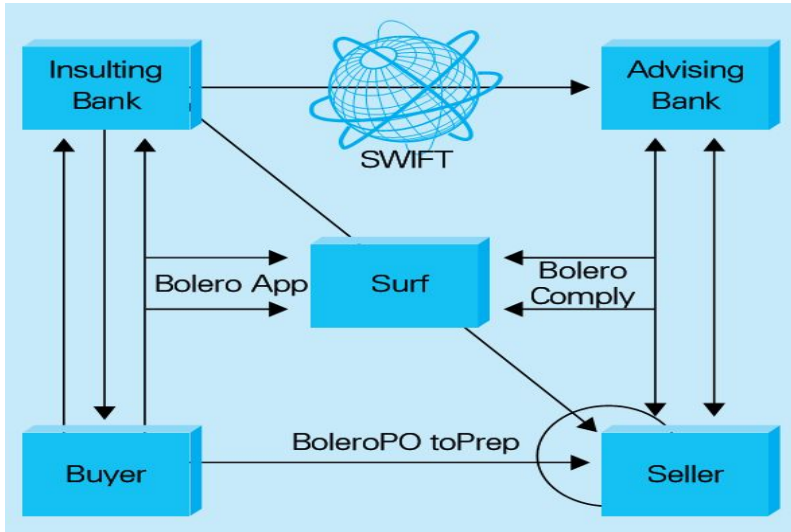 Insulting
Bank
Advising
Bank
SWIFT
Bolero App
Surf
Bolero
Comply
BoleroPO toPrep
Buyer
Seller